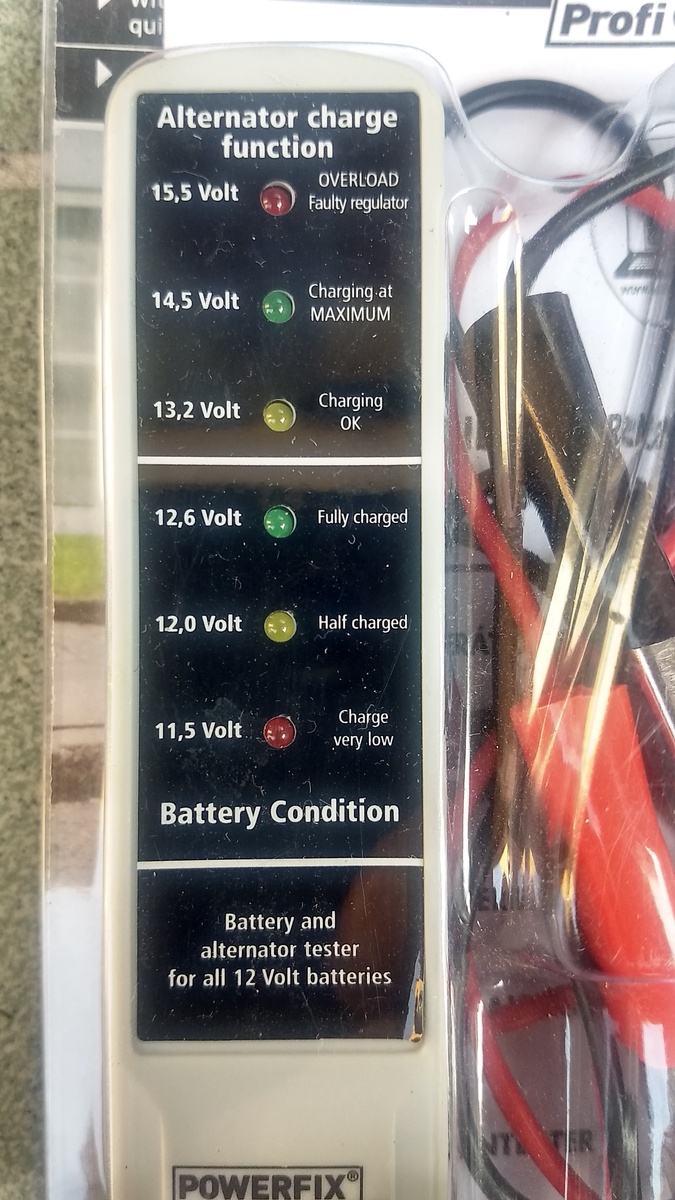 qui
Profi
Alternator charge
function
15,5 Volt
OVERLOAD
Faulty regulator
14,5 Volt
Charging at
MAXIMUM
13,2 Volt
Charging
OK
12,6 Volt
Fully charged
12,0 Volt
Half charged
11,5 Volt
Charge
very low
Battery Condition
Battery and
alternator tester
for all 12 Volt batteries
POWERFIX®